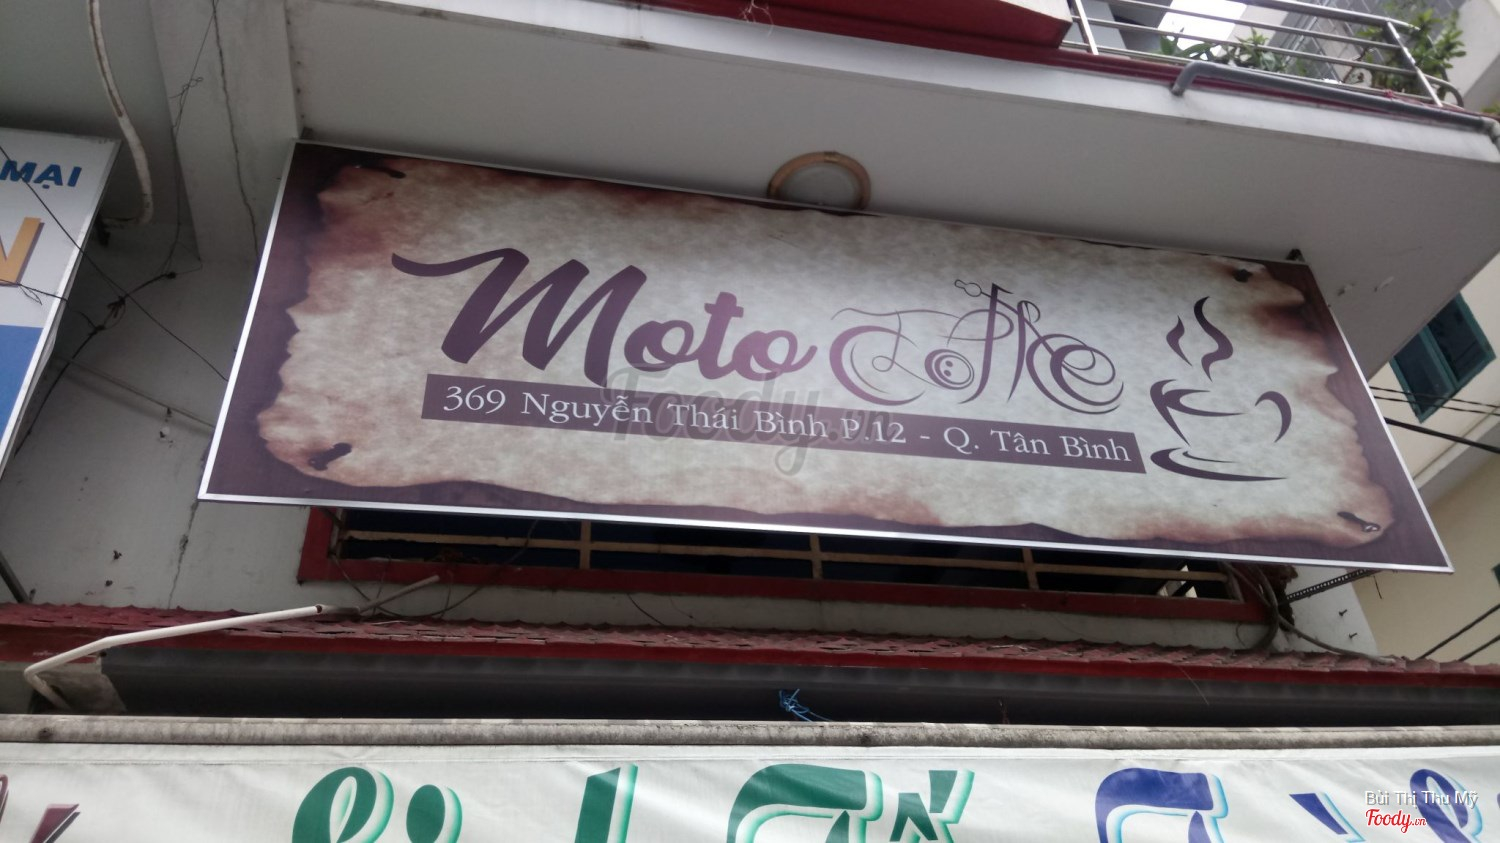 MẠI
N
Moto Coffee
369 Nguyễn Thái Bình P.12 - Q. Tân Bình
Foody.vn
Bùi Thị Thu Mỹ
Foody.vn